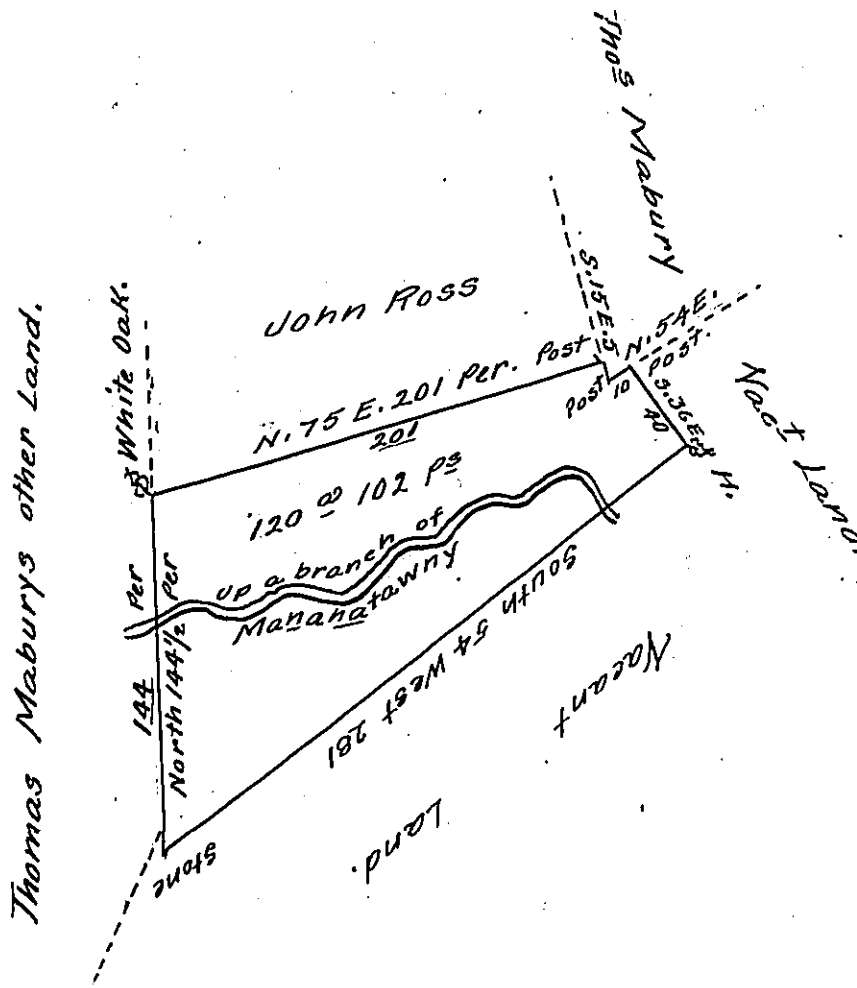 Thos Mabury
Thomas Maburys other Land.
White Oak.
John Ross
S.15 E.5
N.54 E.
Post
N.75 E. 201 Per. Post
201
Post
10
S.36 E.
40
H.
Vact Land.
120 a 102 Ps
up a branch of
Manahatawny
144 Per
North 144 1/2 Per
South 54 West 281
Stone
Vacant
Land.